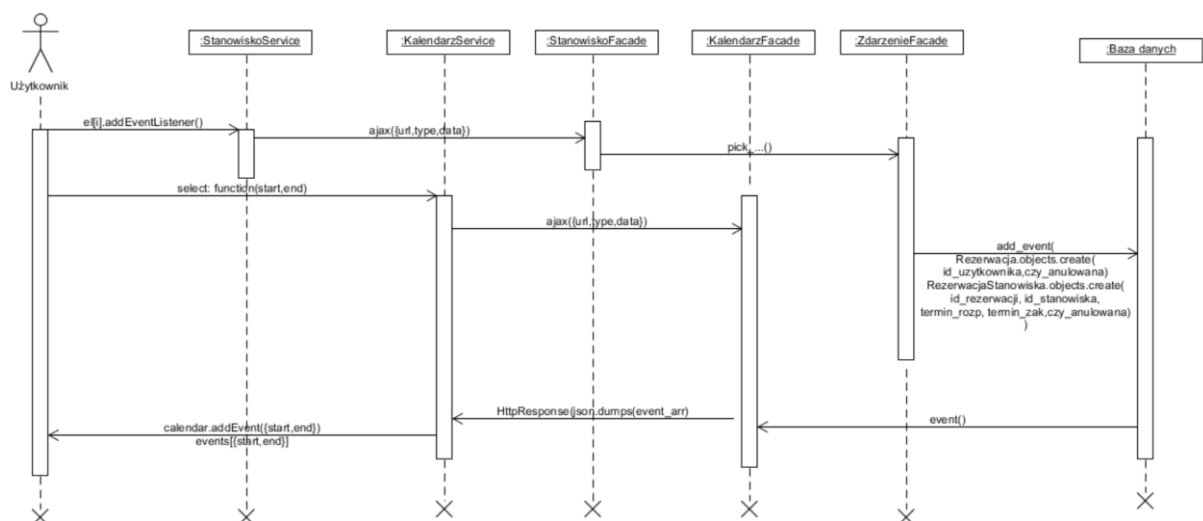 :StanowiskoService
:KalendarzService
:StanowiskoFacade
:KalendarzFacade
:ZdarzenieFacade
:Baza danych
Użytkownik
el[i].addEventListener()
ajax({url,type,data})
pick_...()
select: function(start,end)
ajax({url,type,data})
add_event(
Rezerwacja.objects.create(
id_uzytkownika,czy_anulowana)
RezerwacjaStanowiska.objects.create(
id_rezerwacji, id_stanowiska,
termin_rozp, termin_zak,czy_anulowana)
)
HttpResponse(json.dumps(event_arr)
event()
calendar.addEvent({start,end})
events[{start,end}]